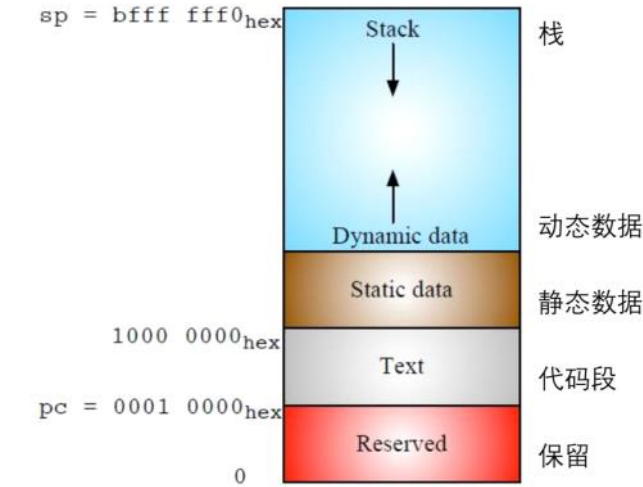 sp = bfff fff0hex
Stack
栈
Dynamic data
动态数据
Static data
静态数据
1000 0000hex
Text
代码段
pc = 0001 0000hex
Reserved
保留
0